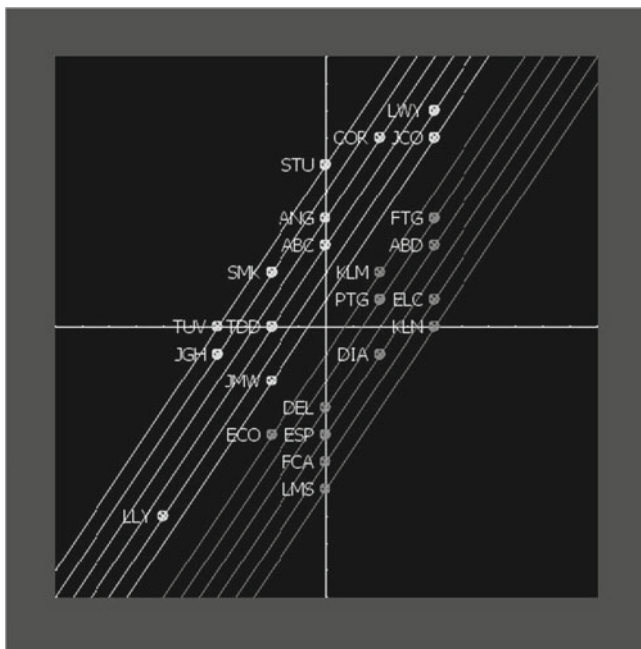 LWY
COR JCO
STU
ANG FTG
ABC ABD
SMK KLM
PTG ELC
TUV TDD KLN
JGH DIA
JMW
DEL
ECO ESP
FCA
LMS
LLY